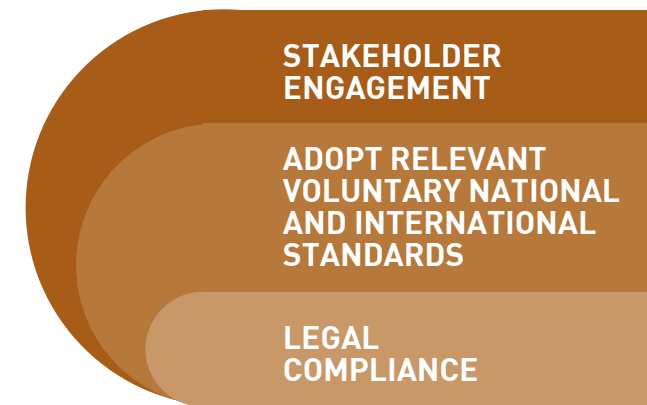 STAKEHOLDER
ENGAGEMENT
ADOPT RELEVANT
VOLUNTARY NATIONAL
AND INTERNATIONAL
STANDARDS
LEGAL
COMPLIANCE